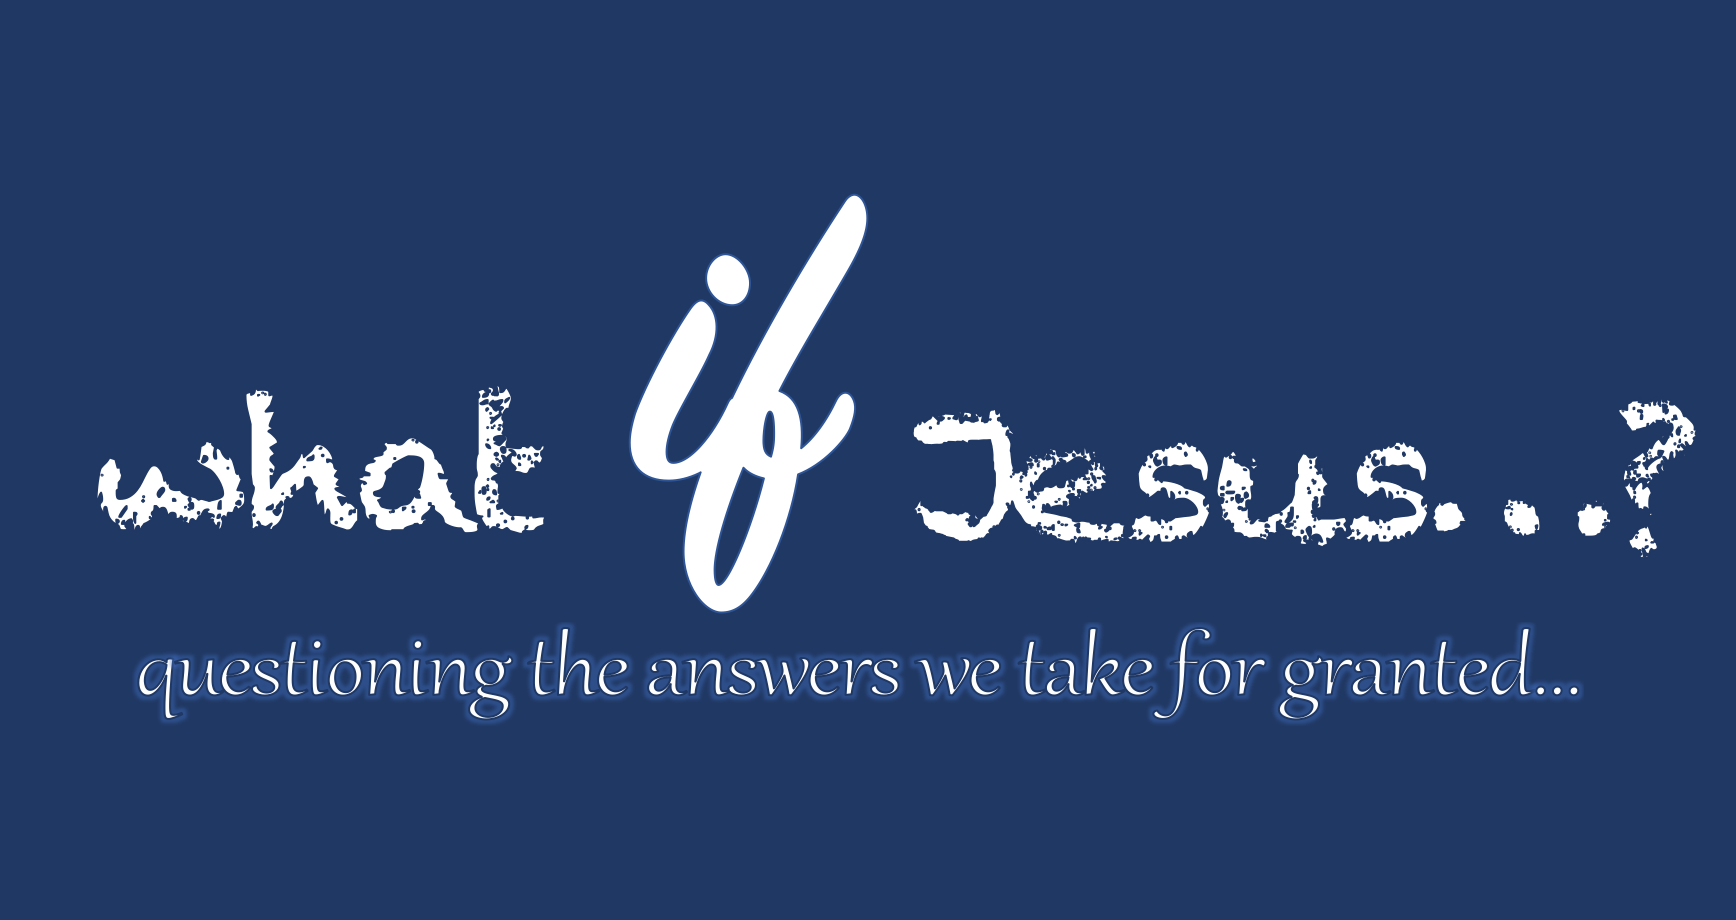 what if Jesus...?
questioning the answers we take for granted...